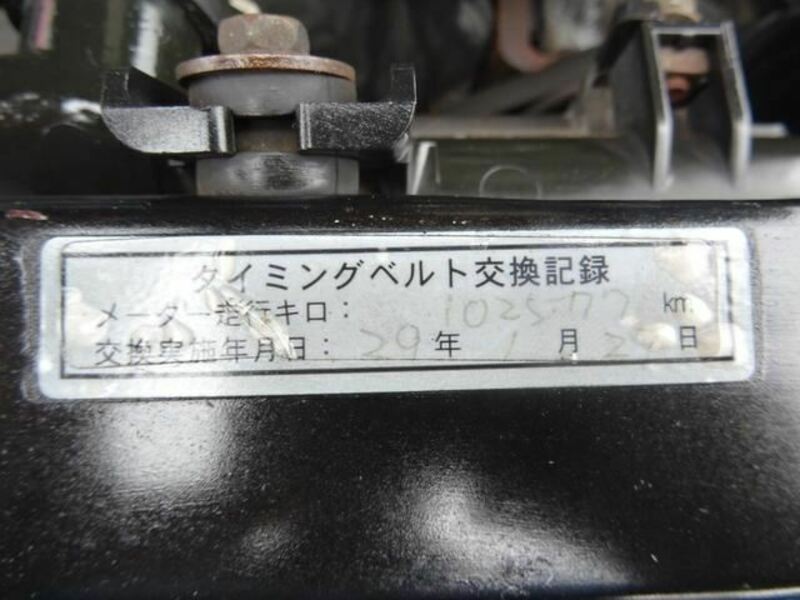 タイミングベルト交換記録
メーター走行キロ： 102577 km.
交換実施年月日： 29 年 1 月 日